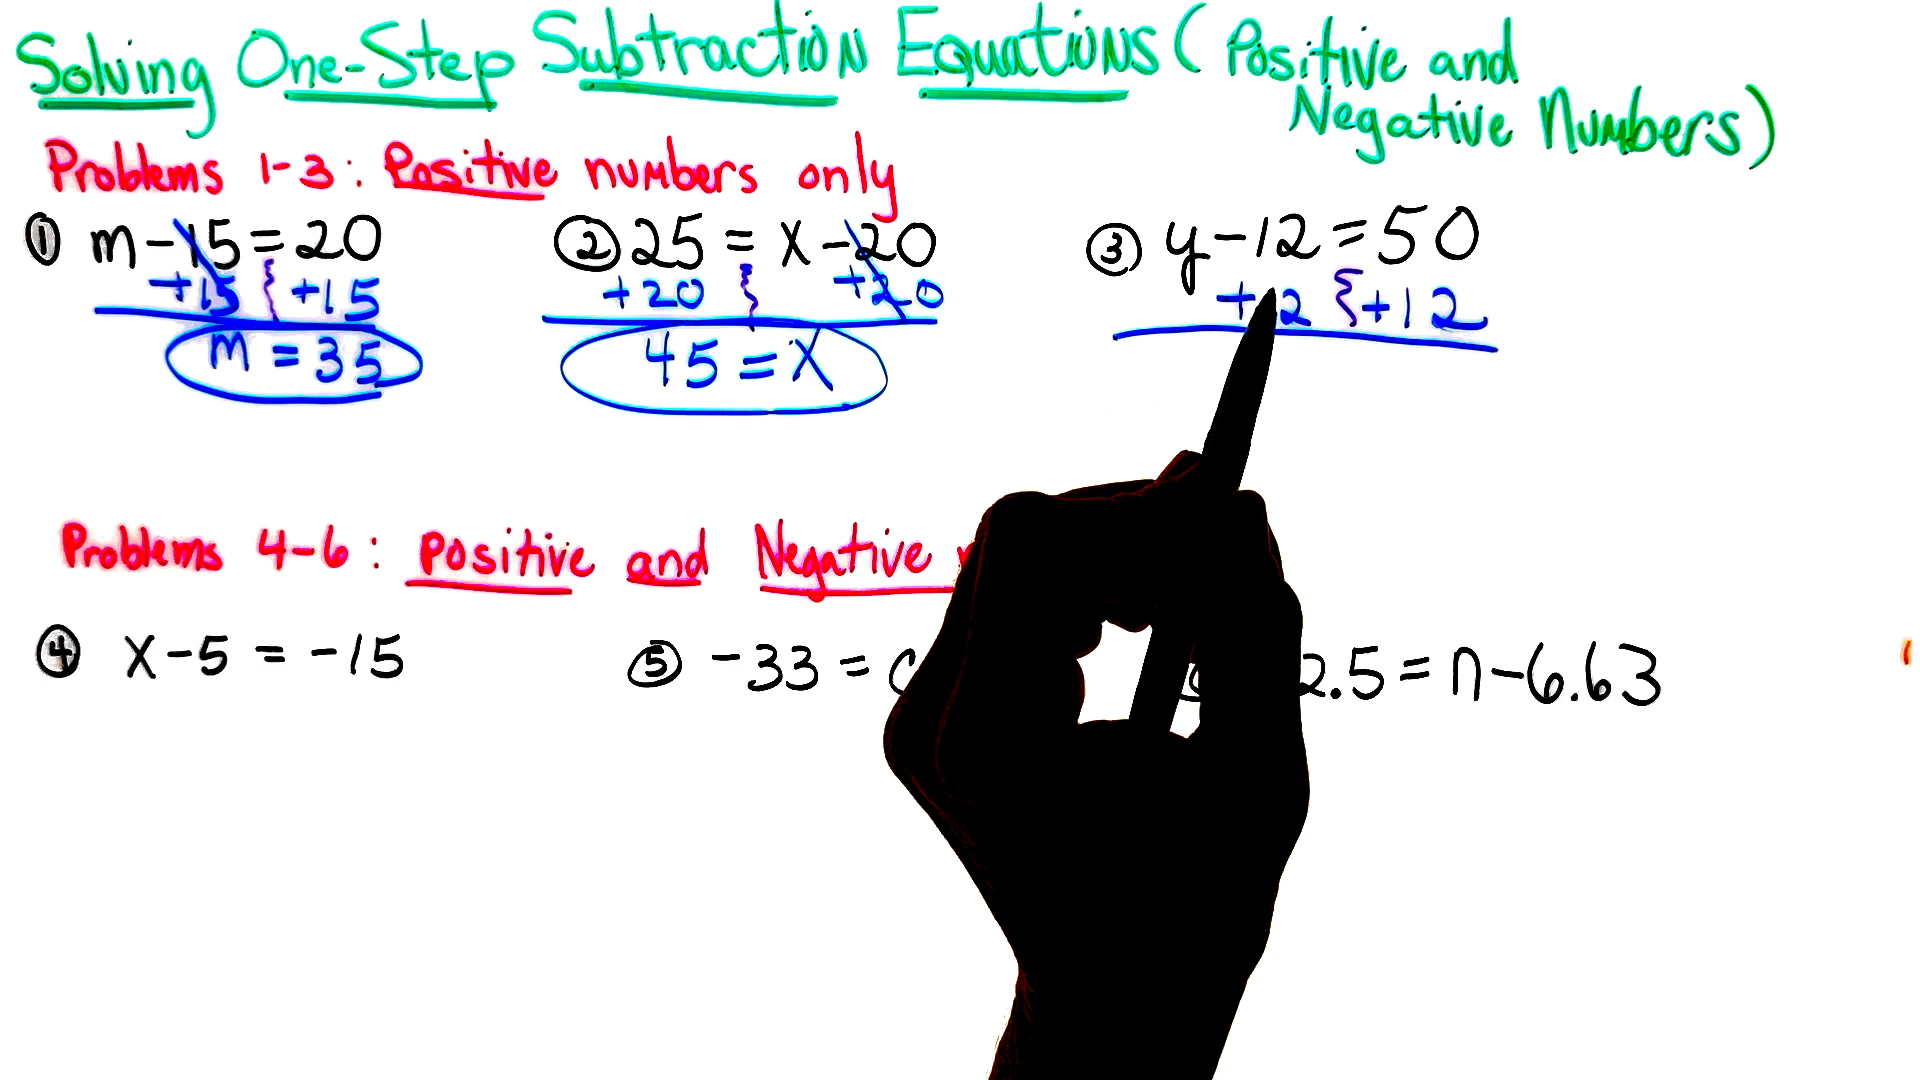 Solving One-Step Subtraction Equations (Positive and
Negative Numbers)
Problems 1-3: Positive numbers only
① m-15=20
+15 +15
m=35
② 25 = x-20
+20 +20
45=x
③ y-12=50
+12 +12
Problems 4-6: Positive and Negative
④ x-5 = -15
⑤ -33 =
2.5=n-6.63